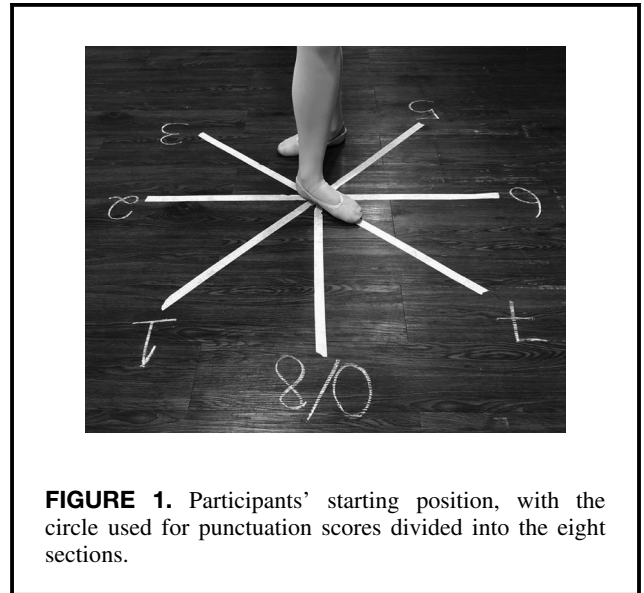 5
3
2
6
1
7
8/0
FIGURE 1. Participants' starting position, with the
circle used for punctuation scores divided into the eight
sections.